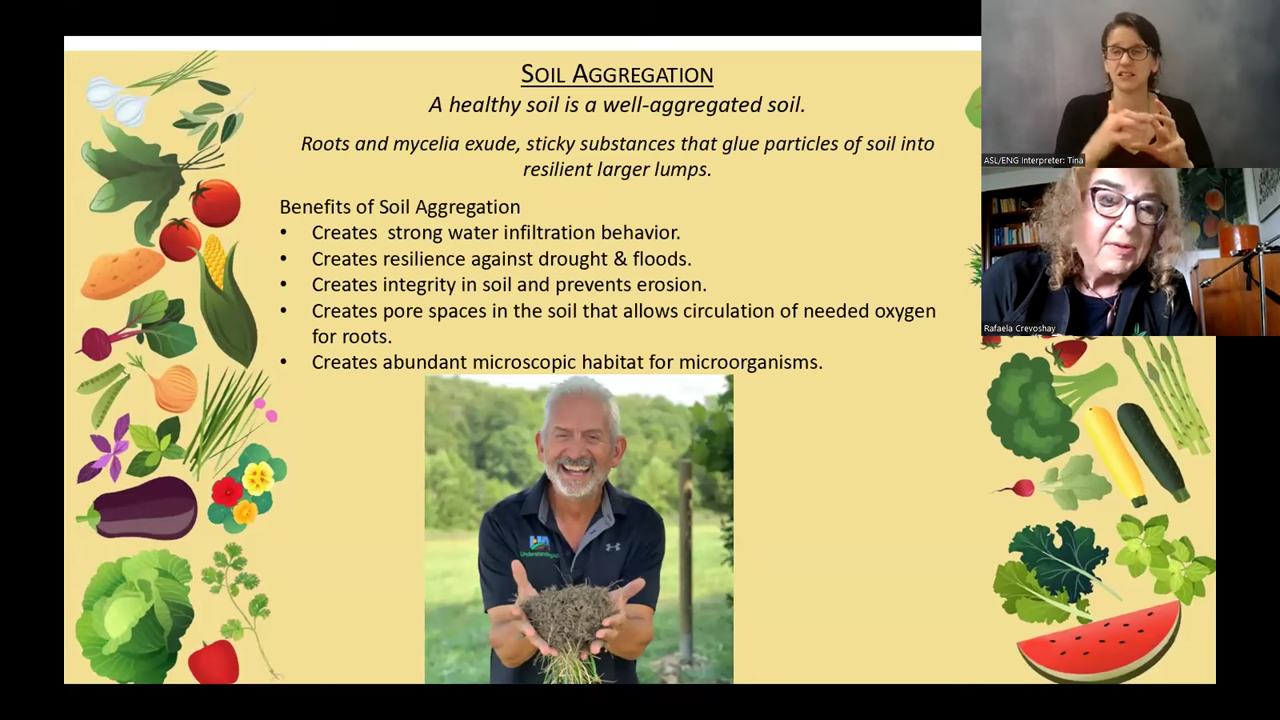 SOIL AGGREGATION
A healthy soil is a well-aggregated soil.
Roots and mycelia exude, sticky substances that glue particles of soil into
resilient larger lumps.
Benefits of Soil Aggregation
• Creates strong water infiltration behavior.
• Creates resilience against drought & floods.
• Creates integrity in soil and prevents erosion.
• Creates pore spaces in the soil that allows circulation of needed oxygen
for roots.
• Creates abundant microscopic habitat for microorganisms.
ASL/ENG Interpreter: Tina
Rafaela Crevoshay